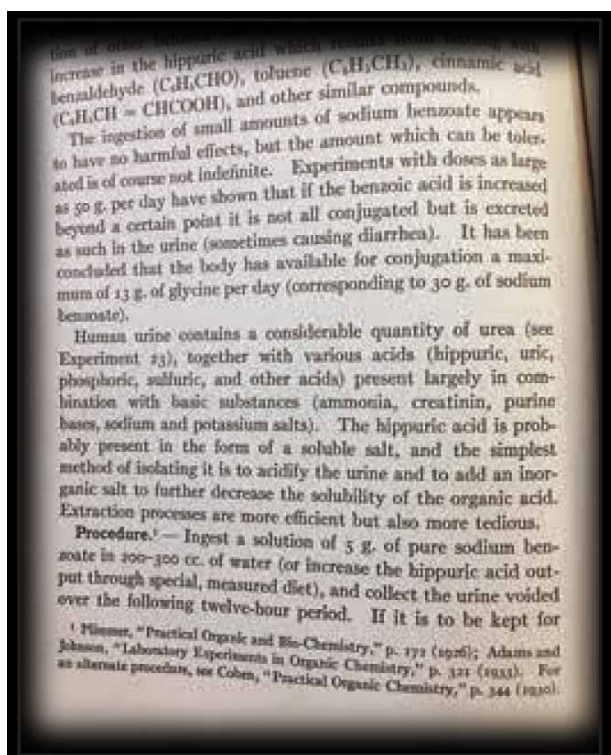 tion of other
increase in the hippuric acid which results from feeding with
benzaldehyde (C₆H₅CHO), toluene (C₆H₅CH₃), cinnamic acid
(C₆H₅CH = CHCOOH), and other similar compounds.
The ingestion of small amounts of sodium benzoate appears
to have no harmful effects, but the amount which can be toler-
ated is of course not indefinite. Experiments with doses as large
as 50 g. per day have shown that if the benzoic acid is increased
beyond a certain point it is not all conjugated but is excreted
as such in the urine (sometimes causing diarrhea). It has been
concluded that the body has available for conjugation a maxi-
mum of 13 g. of glycine per day (corresponding to 30 g. of sodium
benzoate).
Human urine contains a considerable quantity of urea (see
Experiment 23), together with various acids (hippuric, uric,
phosphoric, sulfuric, and other acids) present largely in com-
bination with basic substances (ammonia, creatinin, purine
bases, sodium and potassium salts). The hippuric acid is prob-
ably present in the form of a soluble salt, and the simplest
method of isolating it is to acidify the urine and to add an inor-
ganic salt to further decrease the solubility of the organic acid.
Extraction processes are more efficient but also more tedious.
Procedure.¹ — Ingest a solution of 5 g. of pure sodium ben-
zoate in 200-300 cc. of water (or increase the hippuric acid out-
put through special, measured diet), and collect the urine voided
over the following twelve-hour period. If it is to be kept for
¹ Plimmer, "Practical Organic and Bio-Chemistry," p. 172 (1926); Adams and
Johnson, "Laboratory Experiments in Organic Chemistry," p. 321 (1933). For
an alternate procedure, see Cohen, "Practical Organic Chemistry," p. 344 (1930).